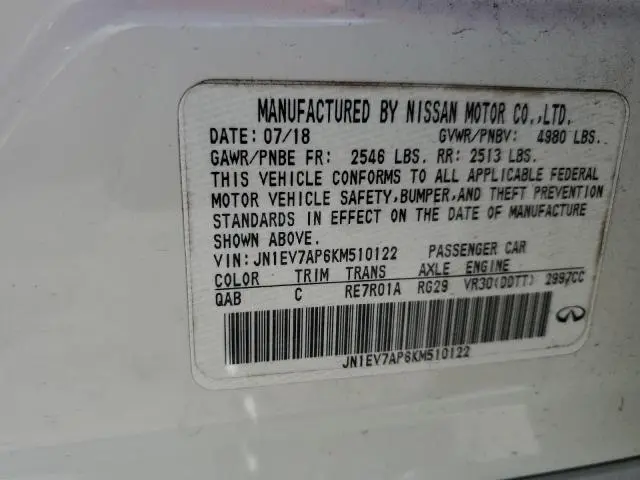 MANUFACTURED BY NISSAN MOTOR CO.,LTD.
DATE: 07/18 GVWR/PNBV: 4980 LBS.
GAWR/PNBE FR: 2546 LBS. RR: 2513 LBS.
THIS VEHICLE CONFORMS TO ALL APPLICABLE FEDERAL
MOTOR VEHICLE SAFETY,BUMPER,AND THEFT PREVENTION
STANDARDS IN EFFECT ON THE DATE OF MANUFACTURE
SHOWN ABOVE.
VIN:JN1EV7AP6KM510122 PASSENGER CAR
COLOR TRIM TRANS AXLE ENGINE
QAB C RE7R01A RG29 VR30(DDTT) 2997CC
JN1EV7AP6KM510122